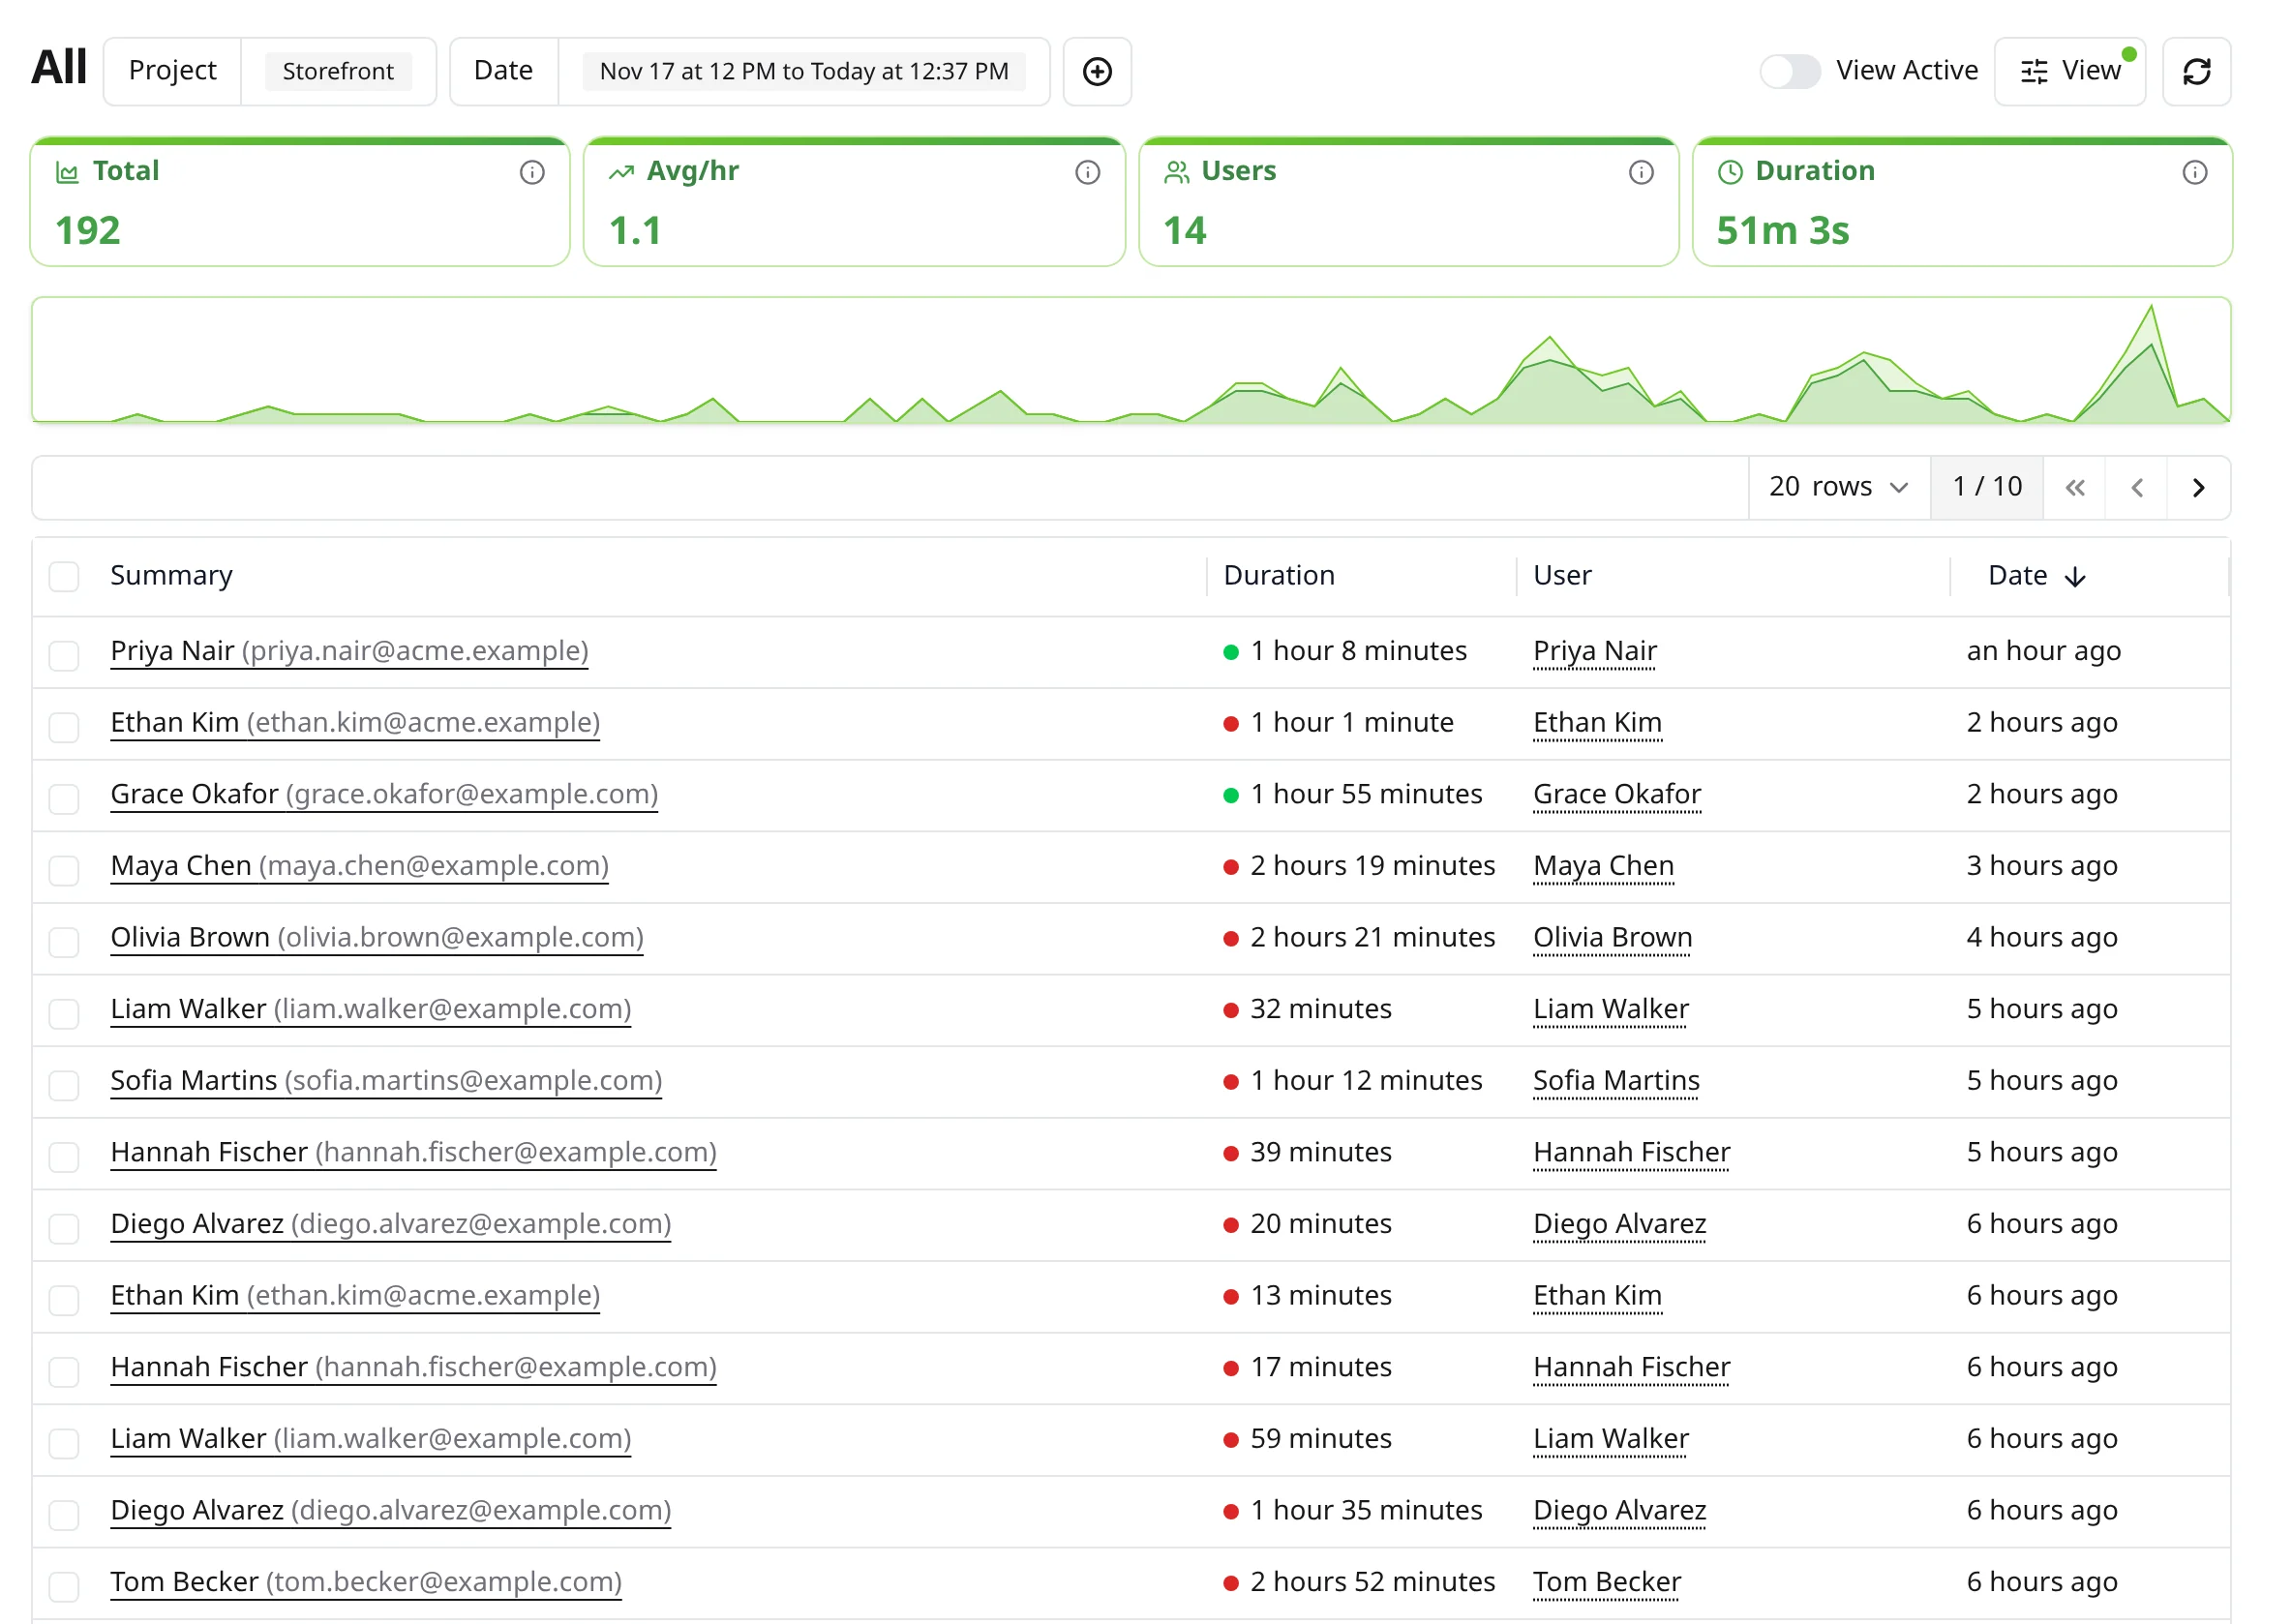 All Project Storefront Date Nov 17 at 12 PM to Today at 12:37 PM View Active View
Total Avg/hr Users Duration
192 1.1 14 51m 3s
20 rows 1 / 10
Summary Duration User Date
Priya Nair (priya.nair@acme.example) 1 hour 8 minutes Priya Nair an hour ago
Ethan Kim (ethan.kim@acme.example) 1 hour 1 minute Ethan Kim 2 hours ago
Grace Okafor (grace.okafor@example.com) 1 hour 55 minutes Grace Okafor 2 hours ago
Maya Chen (maya.chen@example.com) 2 hours 19 minutes Maya Chen 3 hours ago
Olivia Brown (olivia.brown@example.com) 2 hours 21 minutes Olivia Brown 4 hours ago
Liam Walker (liam.walker@example.com) 32 minutes Liam Walker 5 hours ago
Sofia Martins (sofia.martins@example.com) 1 hour 12 minutes Sofia Martins 5 hours ago
Hannah Fischer (hannah.fischer@example.com) 39 minutes Hannah Fischer 5 hours ago
Diego Alvarez (diego.alvarez@example.com) 20 minutes Diego Alvarez 6 hours ago
Ethan Kim (ethan.kim@acme.example) 13 minutes Ethan Kim 6 hours ago
Hannah Fischer (hannah.fischer@example.com) 17 minutes Hannah Fischer 6 hours ago
Liam Walker (liam.walker@example.com) 59 minutes Liam Walker 6 hours ago
Diego Alvarez (diego.alvarez@example.com) 1 hour 35 minutes Diego Alvarez 6 hours ago
Tom Becker (tom.becker@example.com) 2 hours 52 minutes Tom Becker 6 hours ago